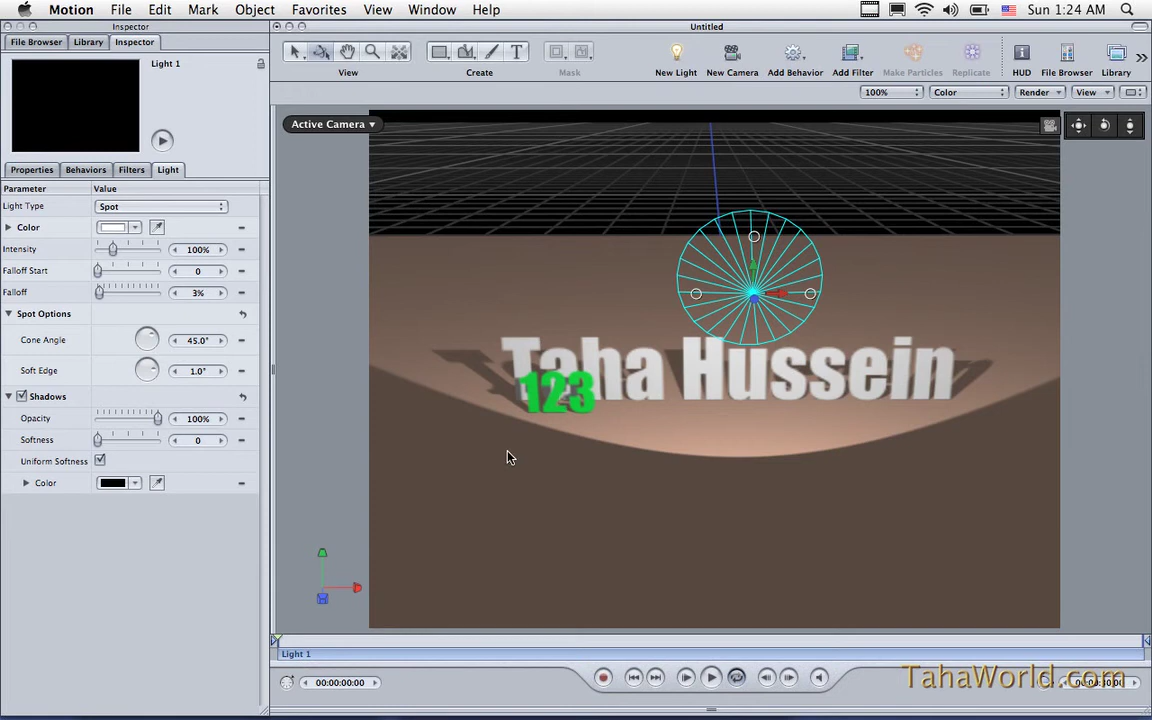 Motion File Edit Mark Object Favorites View Window Help Sun 1:24 AM
Inspector Untitled
File Browser Library Inspector
Light 1
View Create Mask New Light New Camera Add Behavior Add Filter Make Particles Replicate HUD File Browser Library
100% Color Render View
Active Camera
Properties Behaviors Filters Light
Parameter Value
Light Type Spot
Color
Intensity 100%
Falloff Start 0
Falloff 3%
Spot Options
Cone Angle 45.0°
Soft Edge 1.0°
Shadows
Opacity 100%
Softness 0
Uniform Softness
Color
Taha Hussein
123
Light 1
00:00:00:00
TahaWorld.com